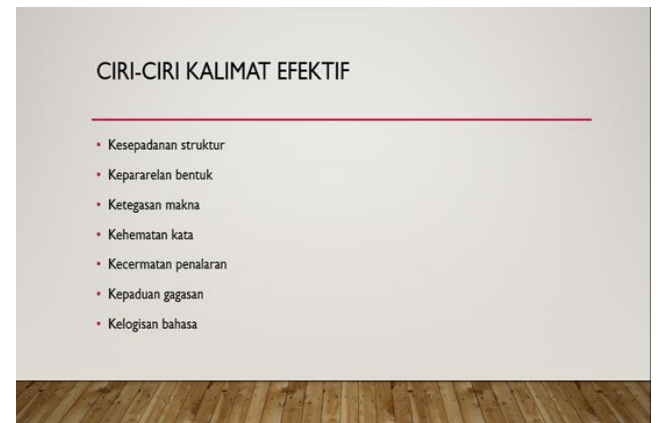 CIRI-CIRI KALIMAT EFEKTIF
• Kesepadanan struktur
• Kepararelan bentuk
• Ketegasan makna
• Kehematan kata
• Kecermatan penalaran
• Kepaduan gagasan
• Kelogisan bahasa